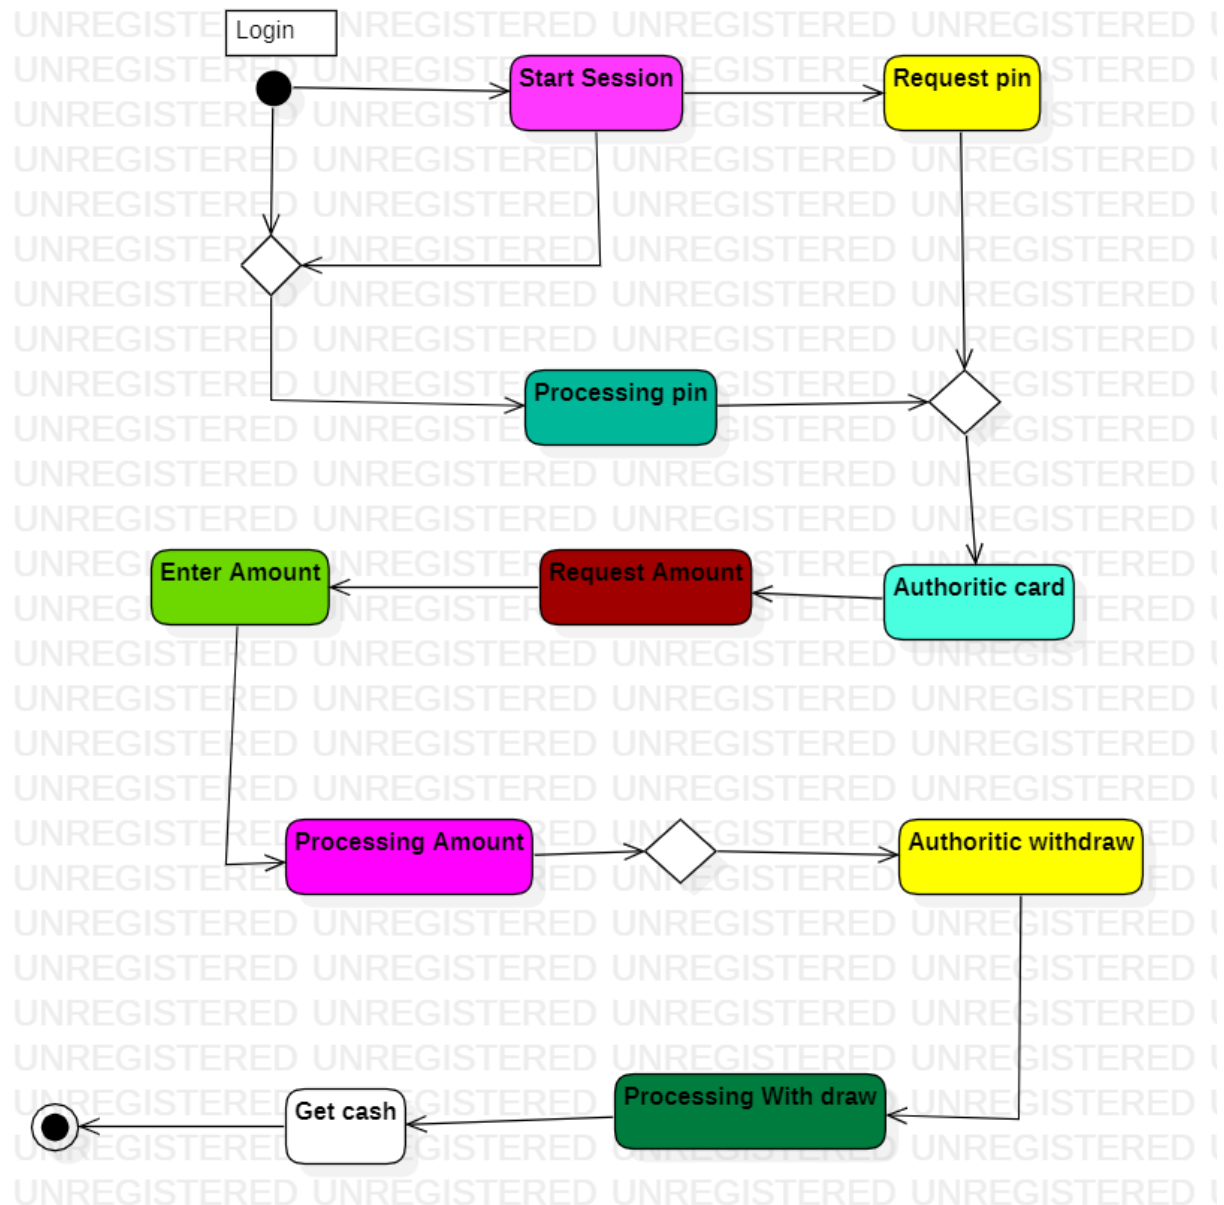 Login
Start Session
Request pin
Processing pin
Enter Amount
Request Amount
Authoritic card
Processing Amount
Authoritic withdraw
Get cash
Processing With draw
UNREGISTERED